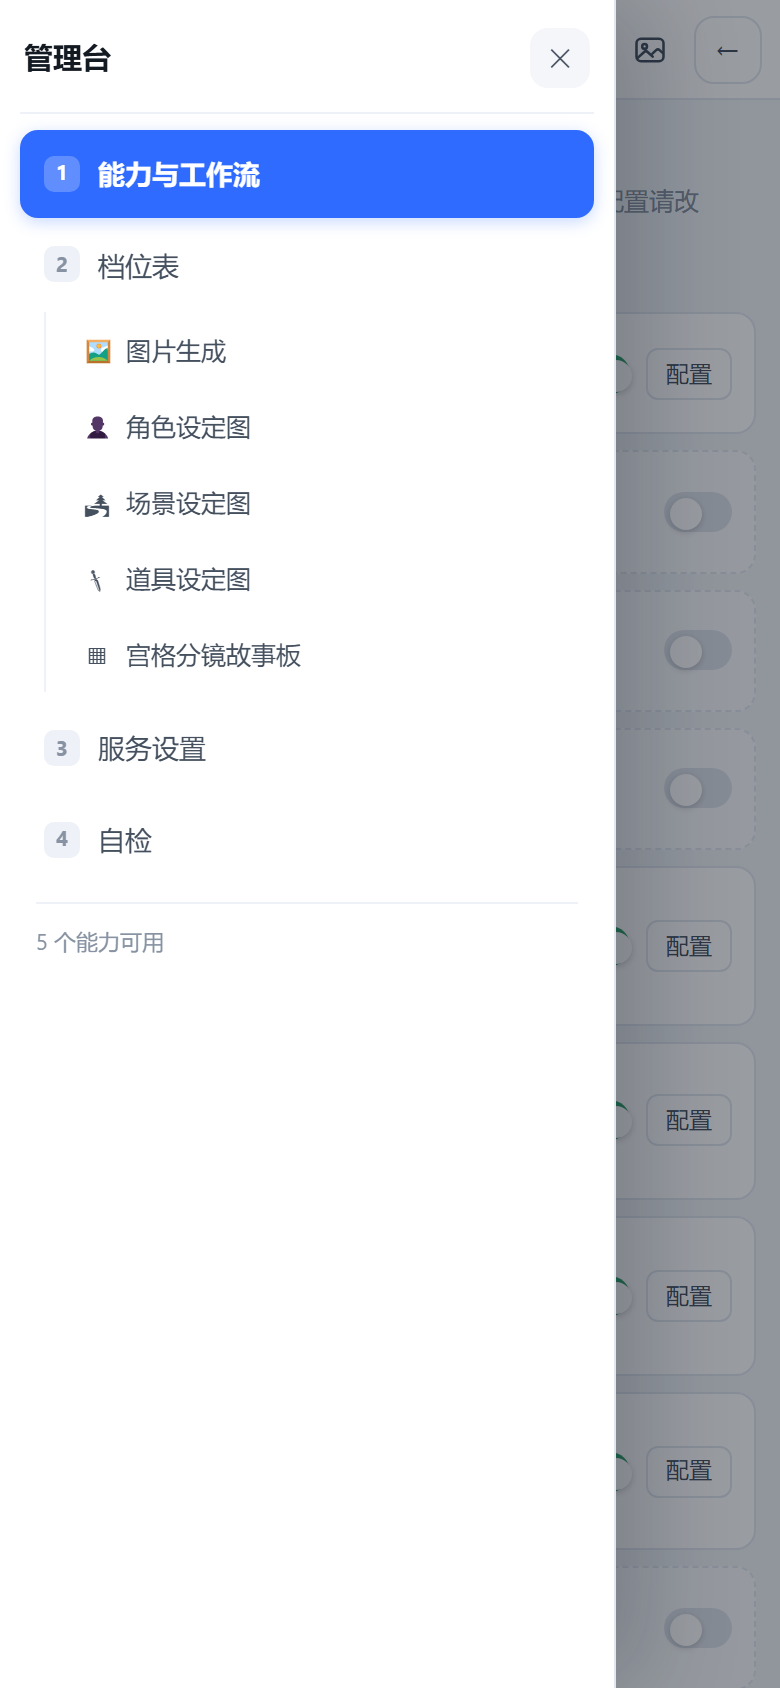 管理台
1 能力与工作流
2 档位表
图片生成
角色设定图
场景设定图
道具设定图
宫格分镜故事板
3 服务设置
4 自检
5 个能力可用
配置请改
配置
配置
配置
配置
配置